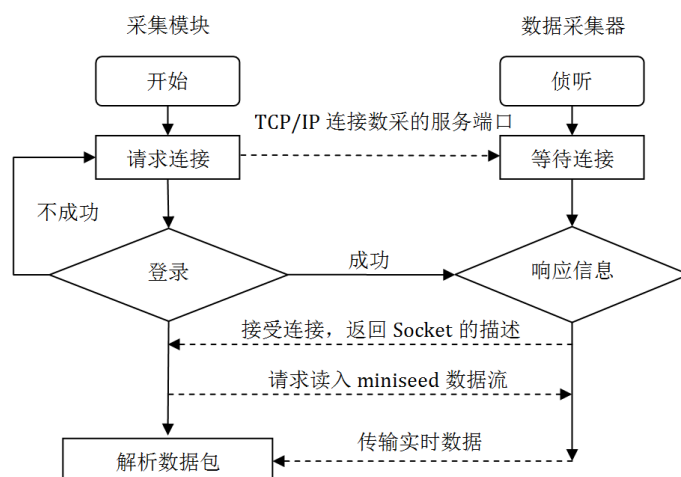 采集模块
数据采集器
开始
侦听
TCP/IP 连接数采的服务端口
请求连接
等待连接
不成功
登录
成功
响应信息
接受连接，返回 Socket 的描述
请求读入 miniseed 数据流
传输实时数据
解析数据包